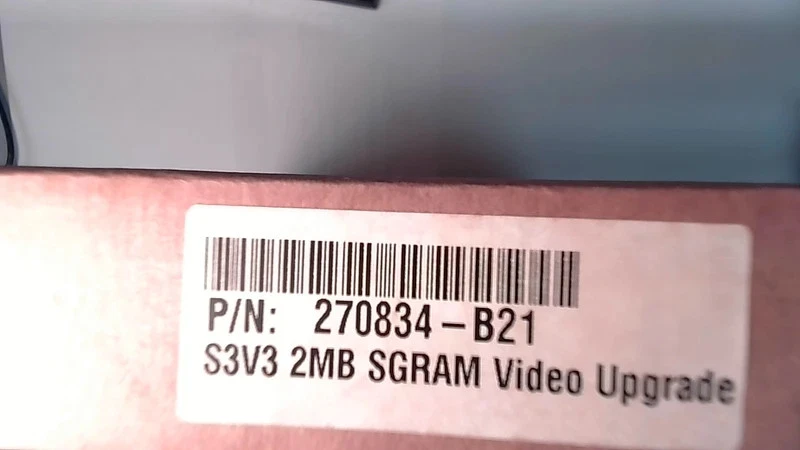 P/N: 270834-B21
S3V3 2MB SGRAM Video Upgrade